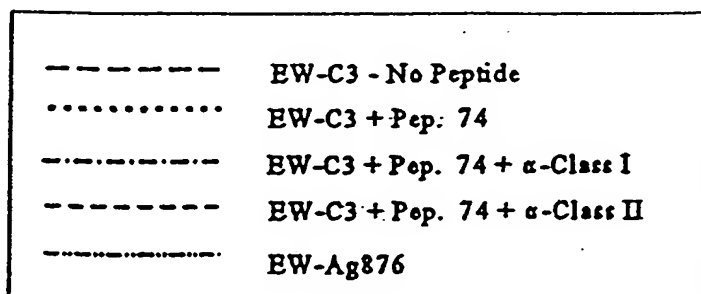 EW-C3 - No Peptide
EW-C3 + Pep. 74
EW-C3 + Pep. 74 + α-Class I
EW-C3 + Pep. 74 + α-Class II
EW-Ag876